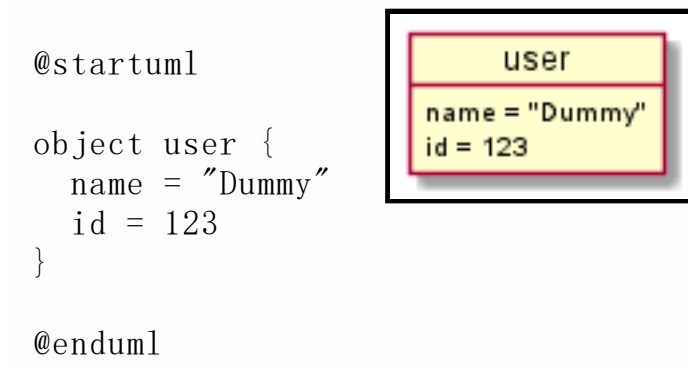 @startuml
object user {
name = "Dummy"
id = 123
}
@enduml
user
name = "Dummy"
id = 123